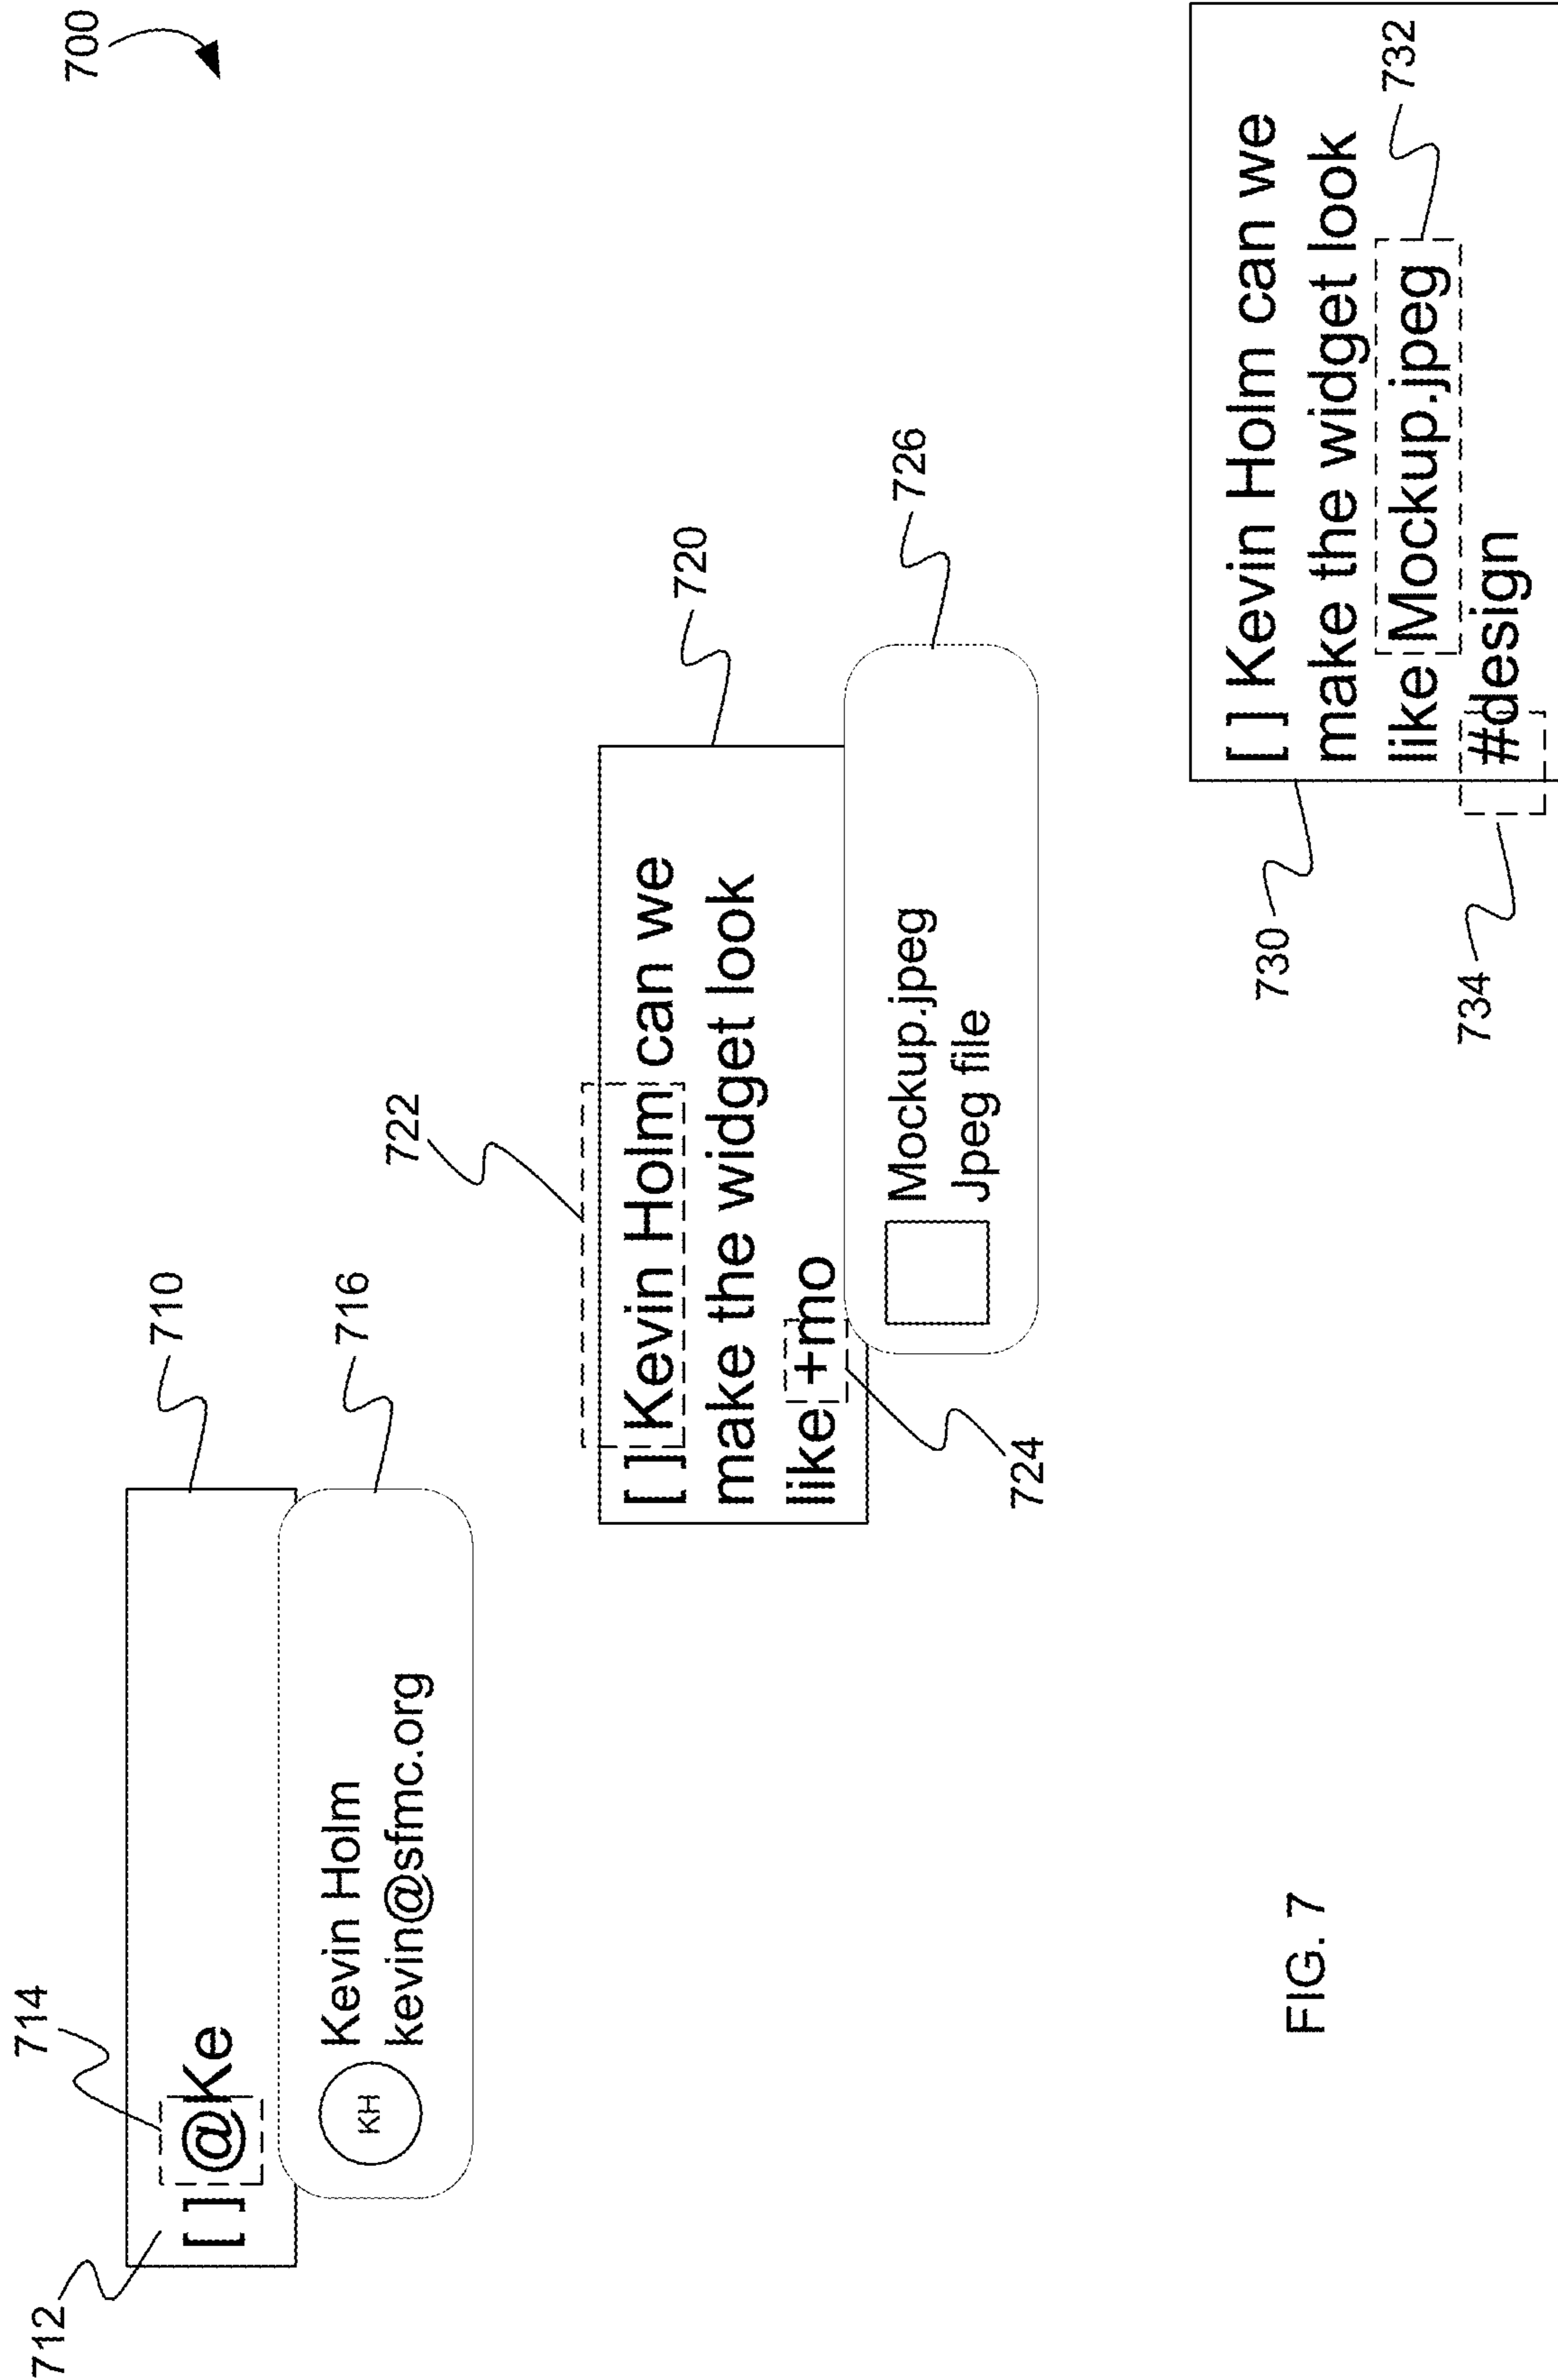 700
714
712
[ ] @Ke
710
KH
Kevin Holm
kevin@sfmc.org
716
722
[ ] Kevin Holm can we
make the widget look
like +mo
720
724
Mockup.jpeg
Jpeg file
726
730
[ ] Kevin Holm can we
make the widget look
like Mockup.jpeg
#design
732
734
FIG. 7